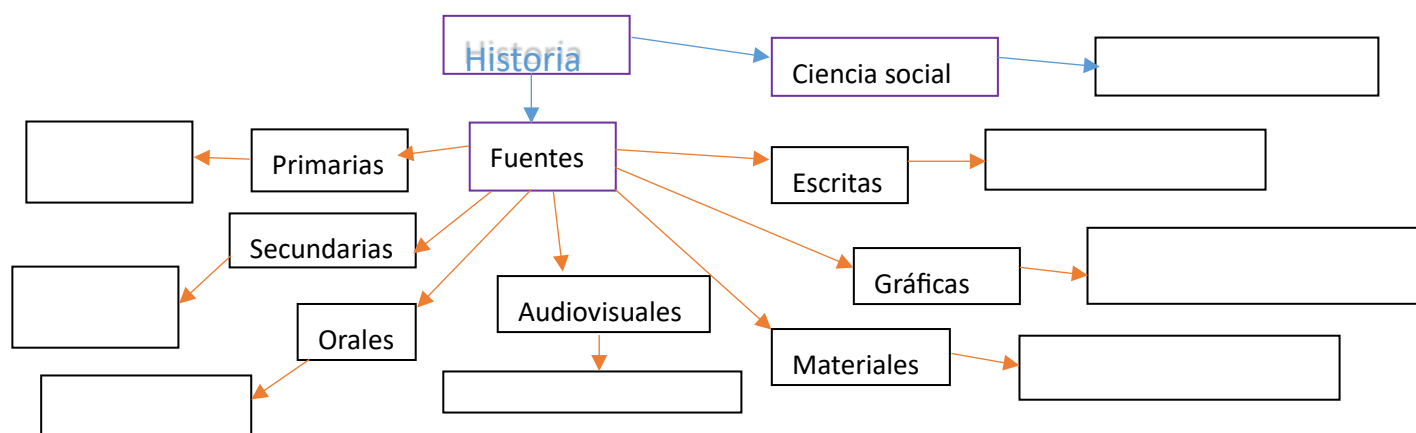 Historia
Ciencia social
Fuentes
Primarias
Escritas
Secundarias
Gráficas
Audiovisuales
Orales
Materiales